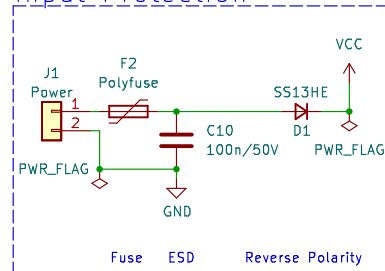 Input Protection
J1
Power
1
2
F2
Polyfuse
C10
100n/50V
SS13HE
D1
VCC
PWR_FLAG
PWR_FLAG
GND
Fuse
ESD
Reverse Polarity